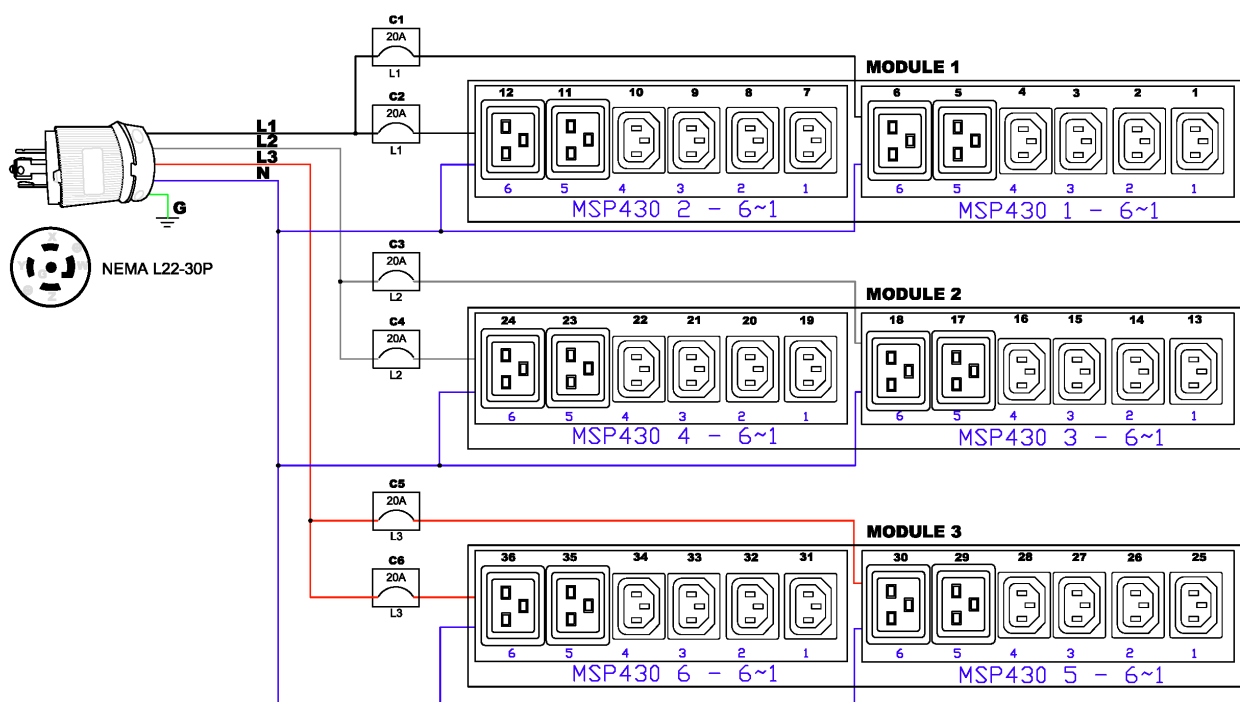 C1
20A
L1
C2
20A
L1
L1
L2
L3
N
G
NEMA L22-30P
X
Y
Z
W
G
MODULE 1
12 11 10 9 8 7
6 5 4 3 2 1
6 5 4 3 2 1
6 5 4 3 2 1
MSP430 2 - 6~1
MSP430 1 - 6~1
C3
20A
L2
C4
20A
L2
MODULE 2
24 23 22 21 20 19
18 17 16 15 14 13
6 5 4 3 2 1
6 5 4 3 2 1
MSP430 4 - 6~1
MSP430 3 - 6~1
C5
20A
L3
C6
20A
L3
MODULE 3
36 35 34 33 32 31
30 29 28 27 26 25
6 5 4 3 2 1
6 5 4 3 2 1
MSP430 6 - 6~1
MSP430 5 - 6~1